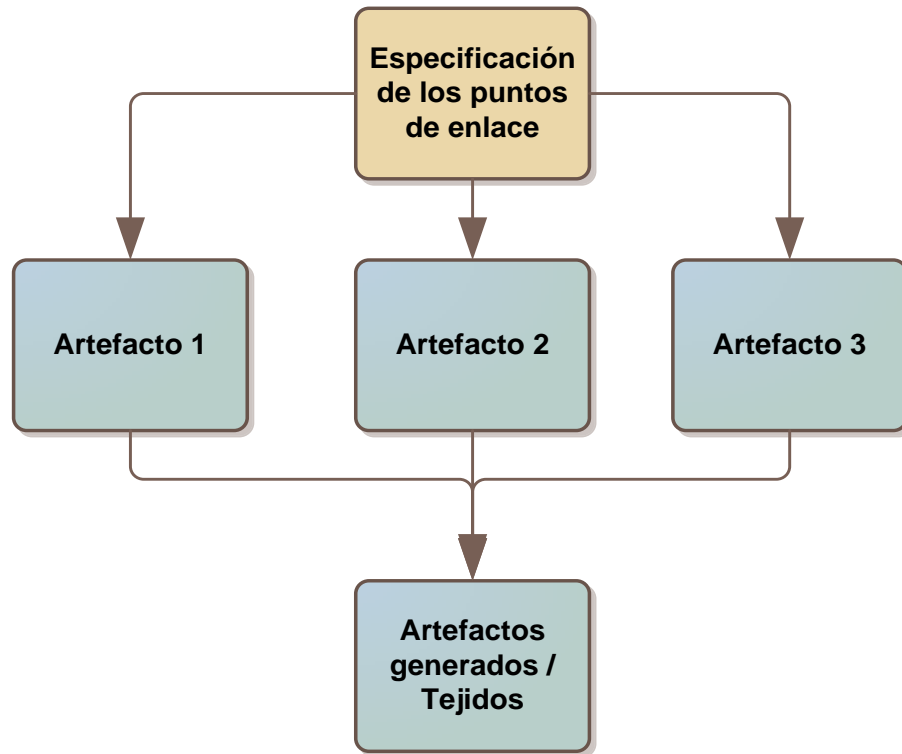 Especificación
de los puntos
de enlace
Artefacto 1
Artefacto 2
Artefacto 3
Artefactos
generados /
Tejidos